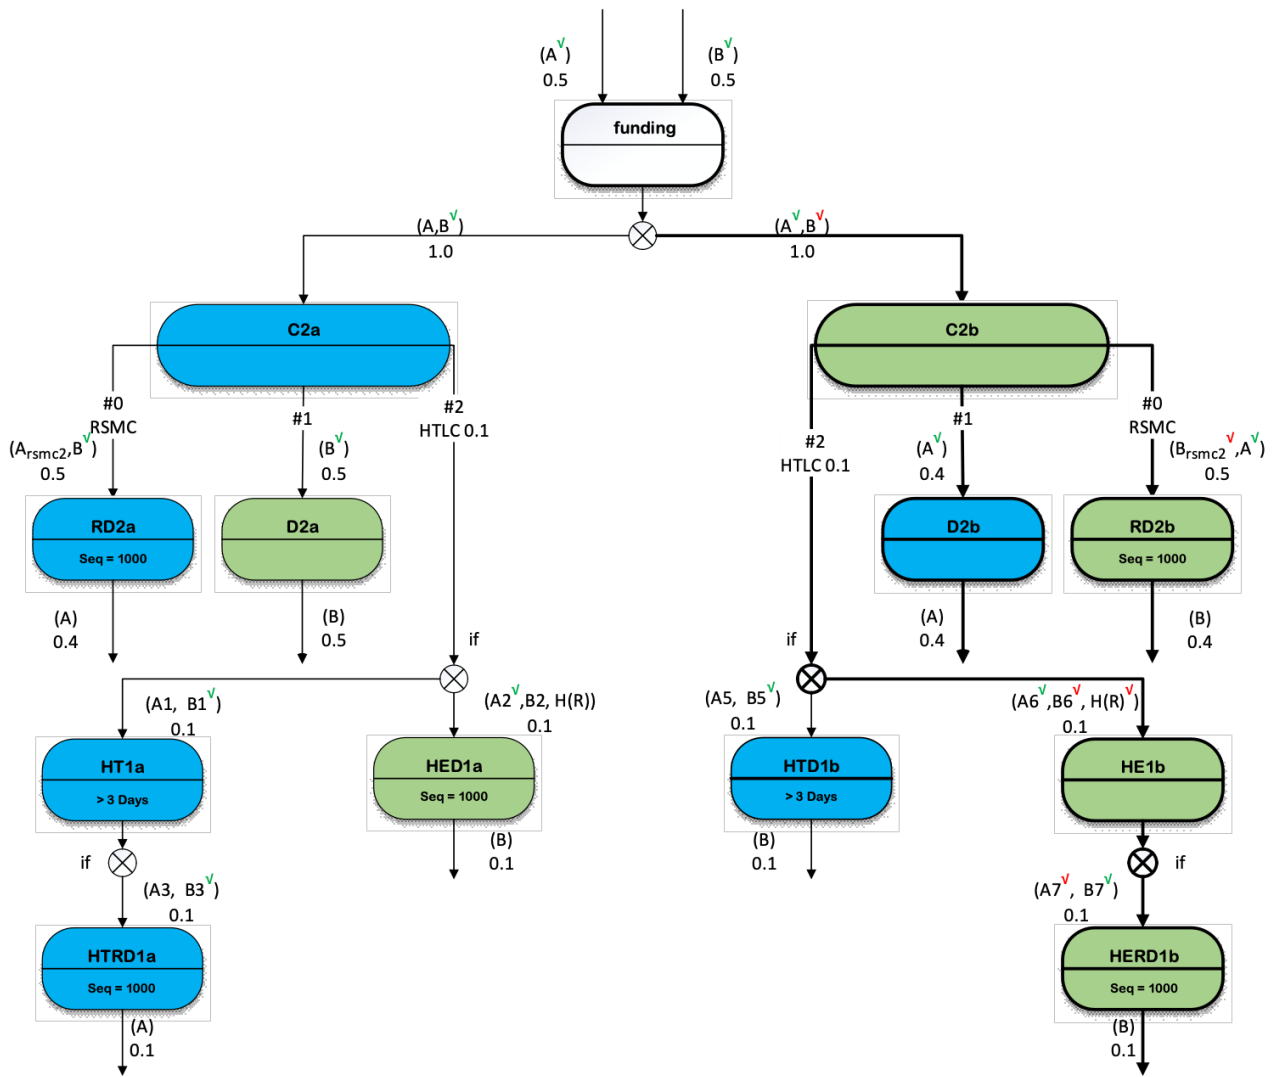 (A√)
0.5
(B√)
0.5
funding
(A,B√)
1.0
(A√,B√)
1.0
C2a
C2b
#0
RSMC
#1
#2
HTLC 0.1
#2
HTLC 0.1
#1
#0
RSMC
(Arsmc2,B√)
0.5
(B√)
0.5
(A√)
0.4
(Brsmc2√,A√)
0.5
RD2a
Seq = 1000
D2a
D2b
RD2b
Seq = 1000
(A)
0.4
(B)
0.5
if
if
(A)
0.4
(B)
0.4
(A1, B1√)
0.1
(A2√,B2, H(R))
0.1
(A5, B5√)
0.1
(A6√,B6√, H(R)√)
0.1
HT1a
> 3 Days
HED1a
Seq = 1000
HTD1b
> 3 Days
HE1b
(B)
0.1
(B)
0.1
if
if
(A3, B3√)
0.1
(A7√, B7√)
0.1
HTRD1a
Seq = 1000
HERD1b
Seq = 1000
(A)
0.1
(B)
0.1